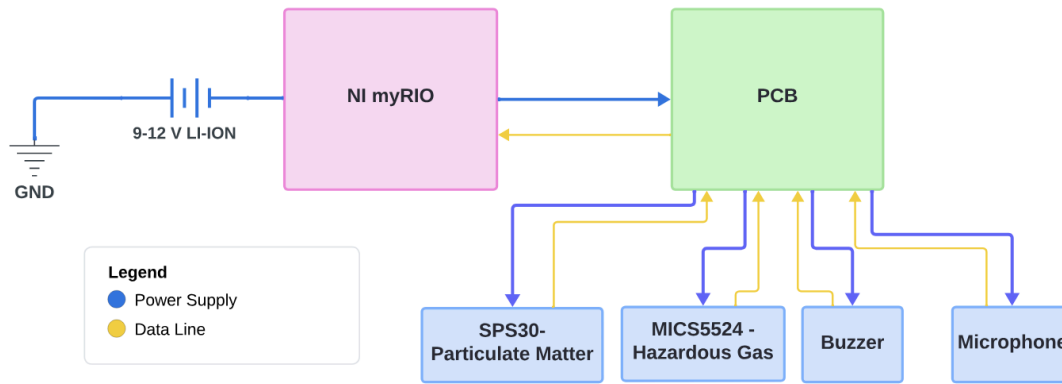 NI myRIO
PCB
9-12 V LI-ION
GND
Legend
Power Supply
Data Line
SPS30-
Particulate Matter
MICS5524 -
Hazardous Gas
Buzzer
Microphone